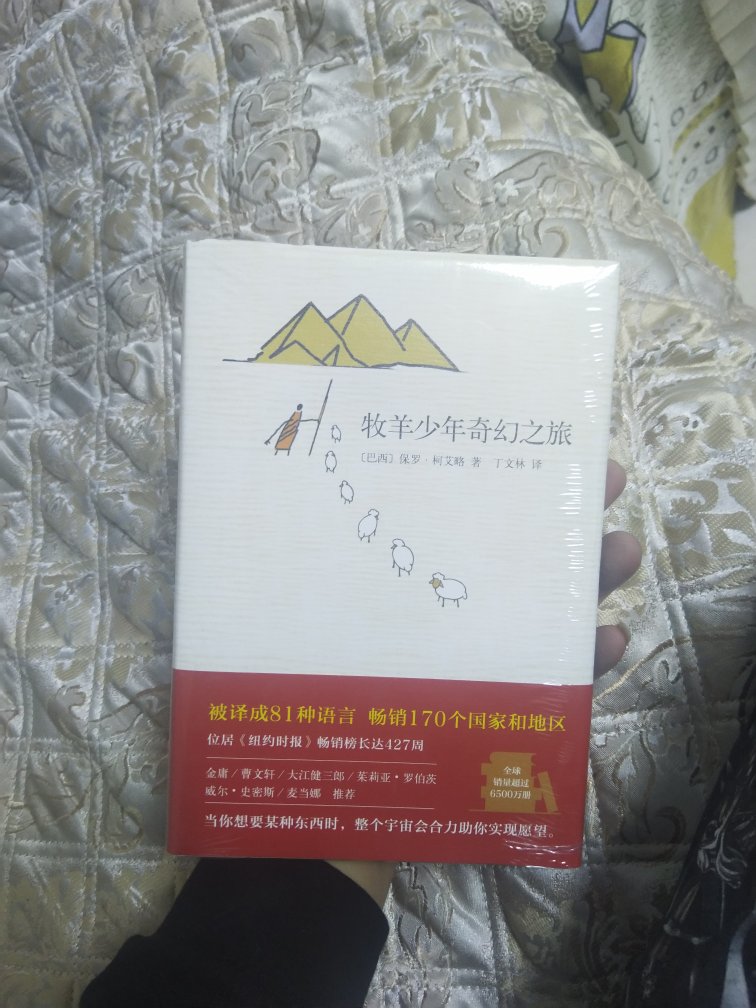 牧羊少年奇幻之旅
〔巴西〕保罗·柯艾略 著 丁文林 译
被译成81种语言 畅销170个国家和地区
位居《纽约时报》畅销榜长达427周
金庸/曹文轩/大江健三郎/茱莉亚·罗伯茨
威尔·史密斯/麦当娜 推荐
全球
销量超过
6500万册
当你想要某种东西时，整个宇宙会合力助你实现愿望。